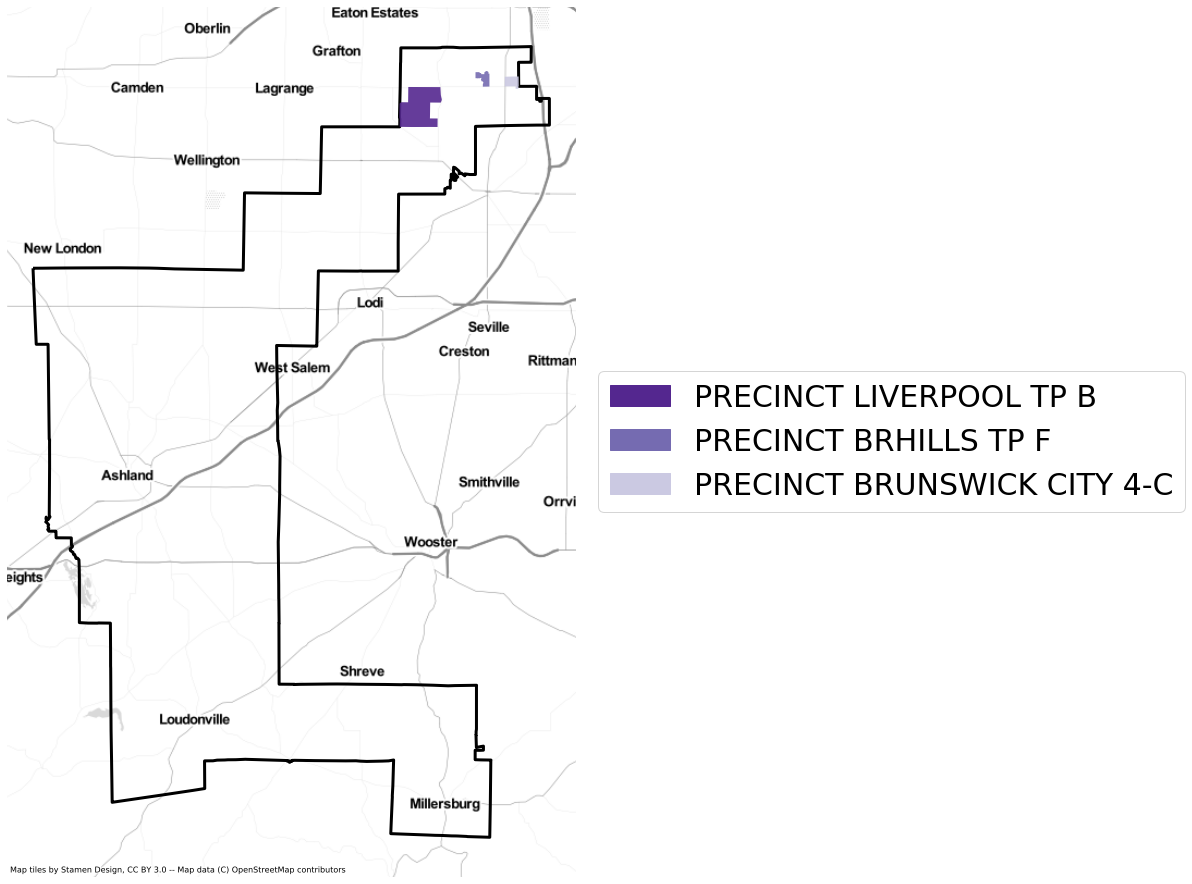 Eaton Estates
Oberlin
Grafton
Camden
Lagrange
Wellington
New London
Lodi
Seville
Creston
Rittman
West Salem
PRECINCT LIVERPOOL TP B
PRECINCT BRHILLS TP F
PRECINCT BRUNSWICK CITY 4-C
Ashland
Smithville
Orrvi
Wooster
eights
Shreve
Loudonville
Millersburg
Map tiles by Stamen Design, CC BY 3.0 -- Map data (C) OpenStreetMap contributors